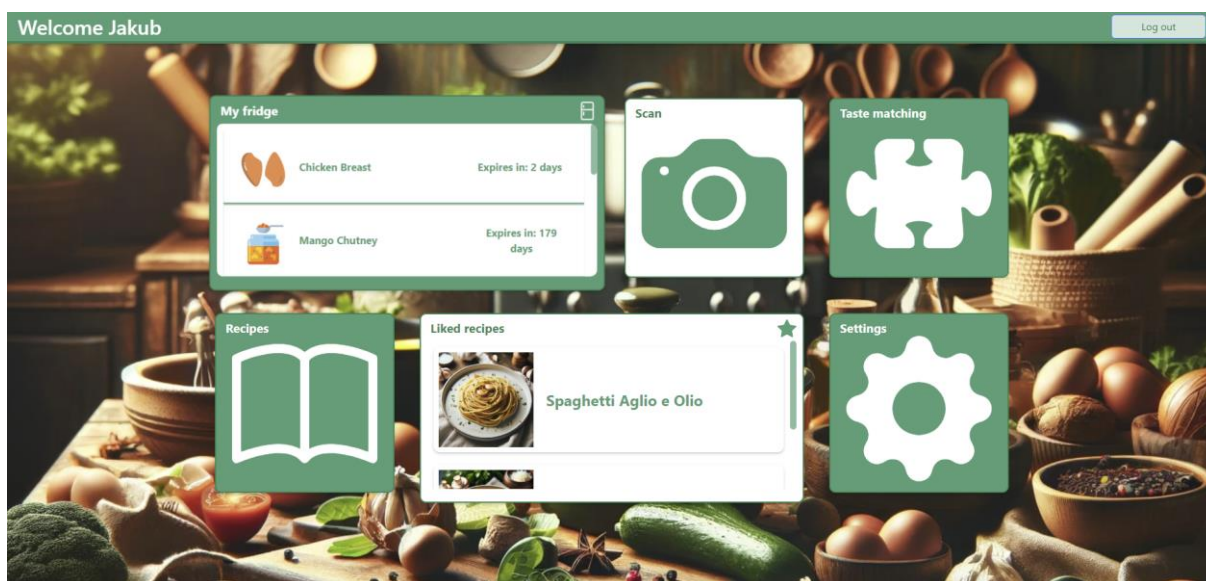 Welcome Jakub
Log out
My fridge
Chicken Breast
Expires in: 2 days
Mango Chutney
Expires in: 179
days
Scan
Taste matching
Recipes
Liked recipes
Spaghetti Aglio e Olio
Settings